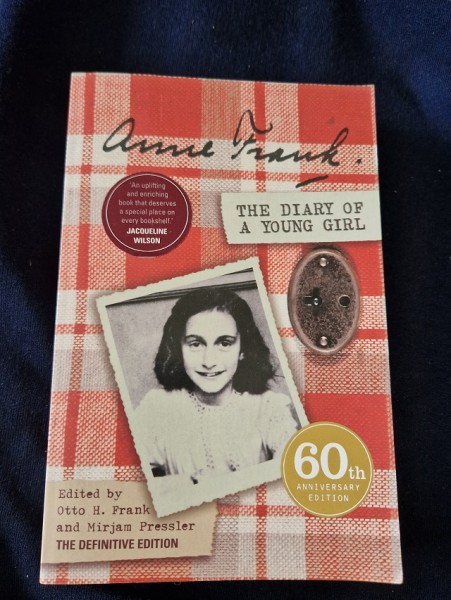 Anne Frank.
'An uplifting
and enriching
book that deserves
a special place on
every bookshelf.'
JACQUELINE
WILSON
THE DIARY OF
A YOUNG GIRL
60th
ANNIVERSARY
EDITION
Edited by
Otto H. Frank
and Mirjam Pressler
THE DEFINITIVE EDITION